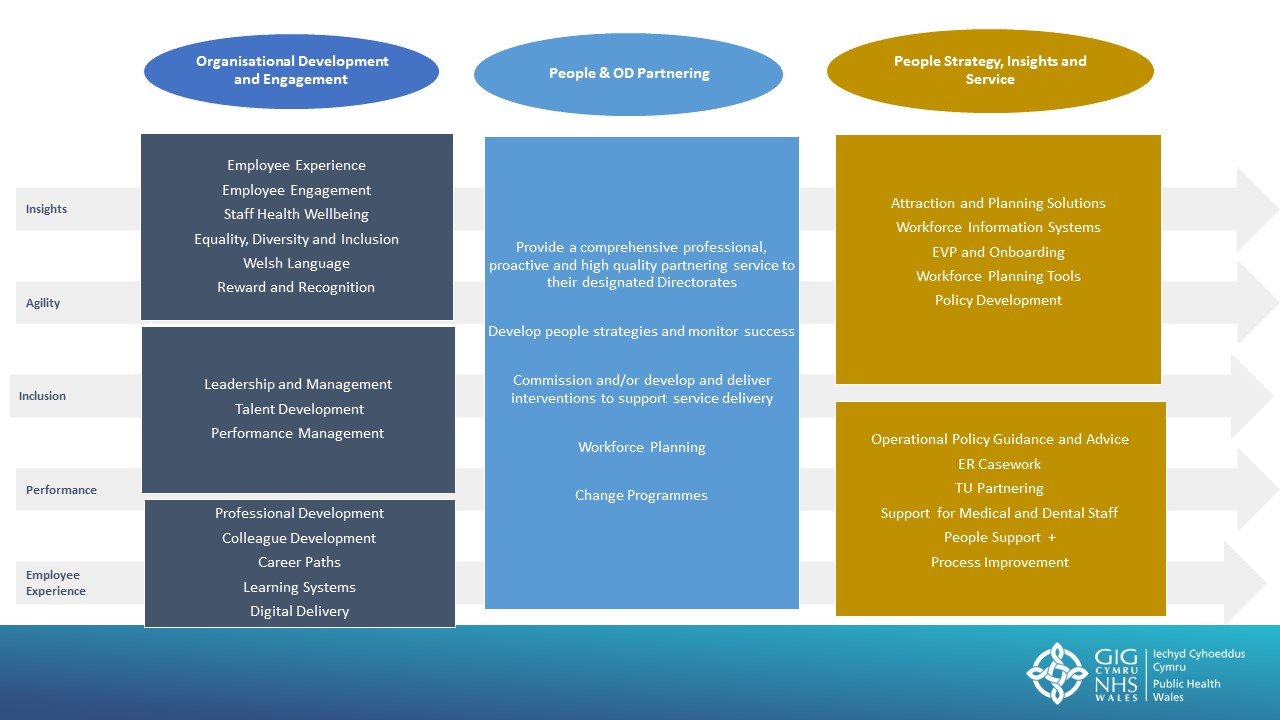 Organisational Development
and Engagement
People & OD Partnering
People Strategy, Insights and
Service
Insights
Agility
Inclusion
Performance
Employee
Experience
Employee Experience
Employee Engagement
Staff Health Wellbeing
Equality, Diversity and Inclusion
Welsh Language
Reward and Recognition
Leadership and Management
Talent Development
Performance Management
Professional Development
Colleague Development
Career Paths
Learning Systems
Digital Delivery
Provide a comprehensive professional,
proactive and high quality partnering service to
their designated Directorates
Develop people strategies and monitor success
Commission and/or develop and deliver
interventions to support service delivery
Workforce Planning
Change Programmes
Attraction and Planning Solutions
Workforce Information Systems
EVP and Onboarding
Workforce Planning Tools
Policy Development
Operational Policy Guidance and Advice
ER Casework
TU Partnering
Support for Medical and Dental Staff
People Support +
Process Improvement
GIG
CYMRU
NHS
WALES
Iechyd Cyhoeddus
Cymru
Public Health
Wales